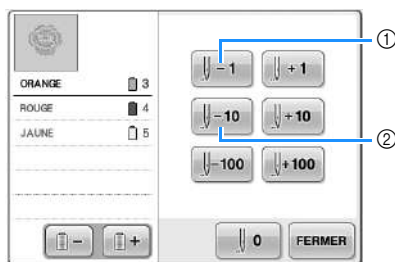 ORANGE 3
ROUGE 4
JAUNE 5
-1 +1 ①
-10 +10 ②
-100 +100
- + 0 FERMER